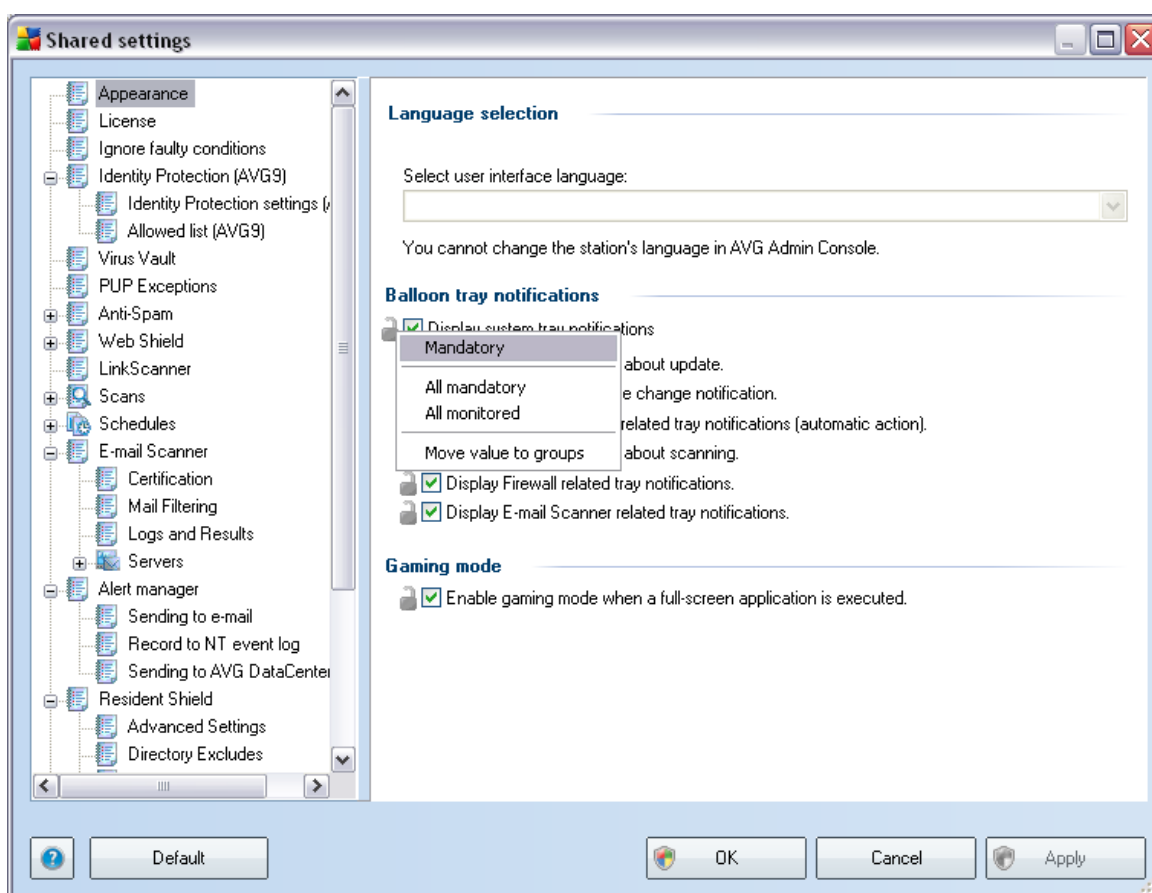 Shared settings
Appearance
License
Ignore faulty conditions
Identity Protection (AVG9)
Identity Protection settings (
Allowed list (AVG9)
Virus Vault
PUP Exceptions
Anti-Spam
Web Shield
LinkScanner
Scans
Schedules
E-mail Scanner
Certification
Mail Filtering
Logs and Results
Servers
Alert manager
Sending to e-mail
Record to NT event log
Sending to AVG DataCenter
Resident Shield
Advanced Settings
Directory Excludes
Language selection
Select user interface language:
You cannot change the station's language in AVG Admin Console.
Balloon tray notifications
Display system tray notifications
Mandatory
All mandatory
All monitored
Move value to groups
about update.
e change notification.
related tray notifications (automatic action).
about scanning.
Display Firewall related tray notifications.
Display E-mail Scanner related tray notifications.
Gaming mode
Enable gaming mode when a full-screen application is executed.
Default
OK
Cancel
Apply